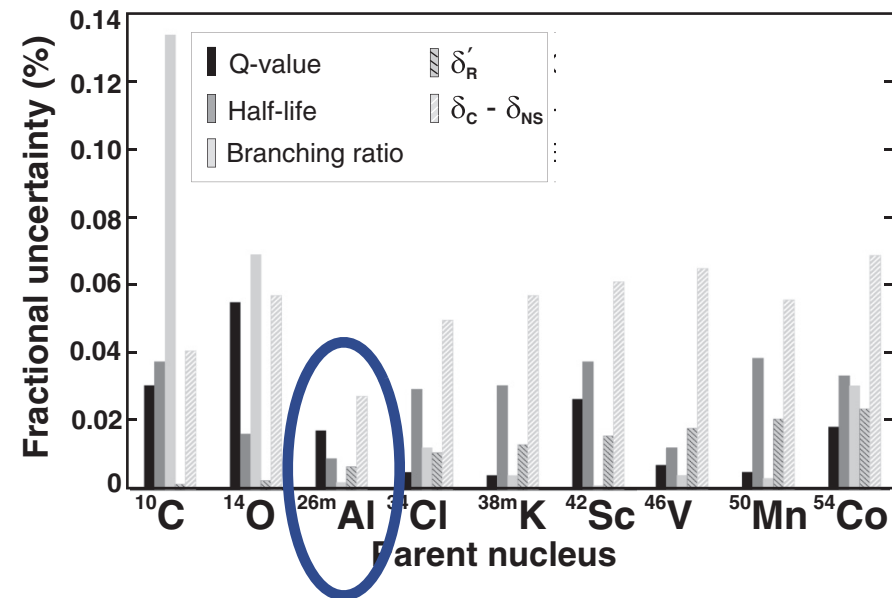 Fractional uncertainty (%)
0.14
0.12
0.10
0.08
0.06
0.04
0.02
0
Q-value
δ′R
Half-life
δC - δNS
Branching ratio
10C 14O 26mAl 34Cl 38mK 42Sc 46V 50Mn 54Co
Parent nucleus